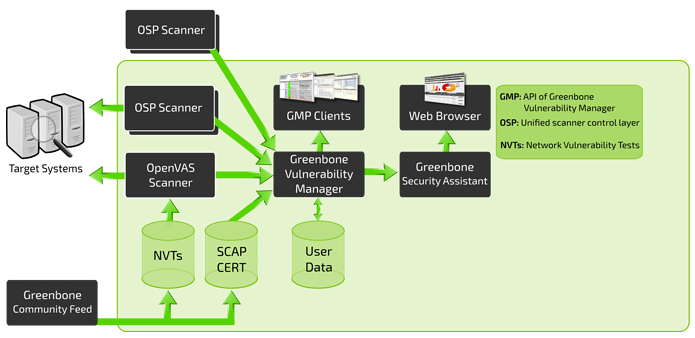 OSP Scanner
OSP Scanner
GMP Clients
Web Browser
GMP: API of Greenbone
Vulnerability Manager
OSP: Unified scanner control layer
NVTs: Network Vulnerability Tests
Target Systems
OpenVAS
Scanner
Greenbone
Vulnerability
Manager
Greenbone
Security Assistant
NVTs
SCAP
CERT
User
Data
Greenbone
Community Feed